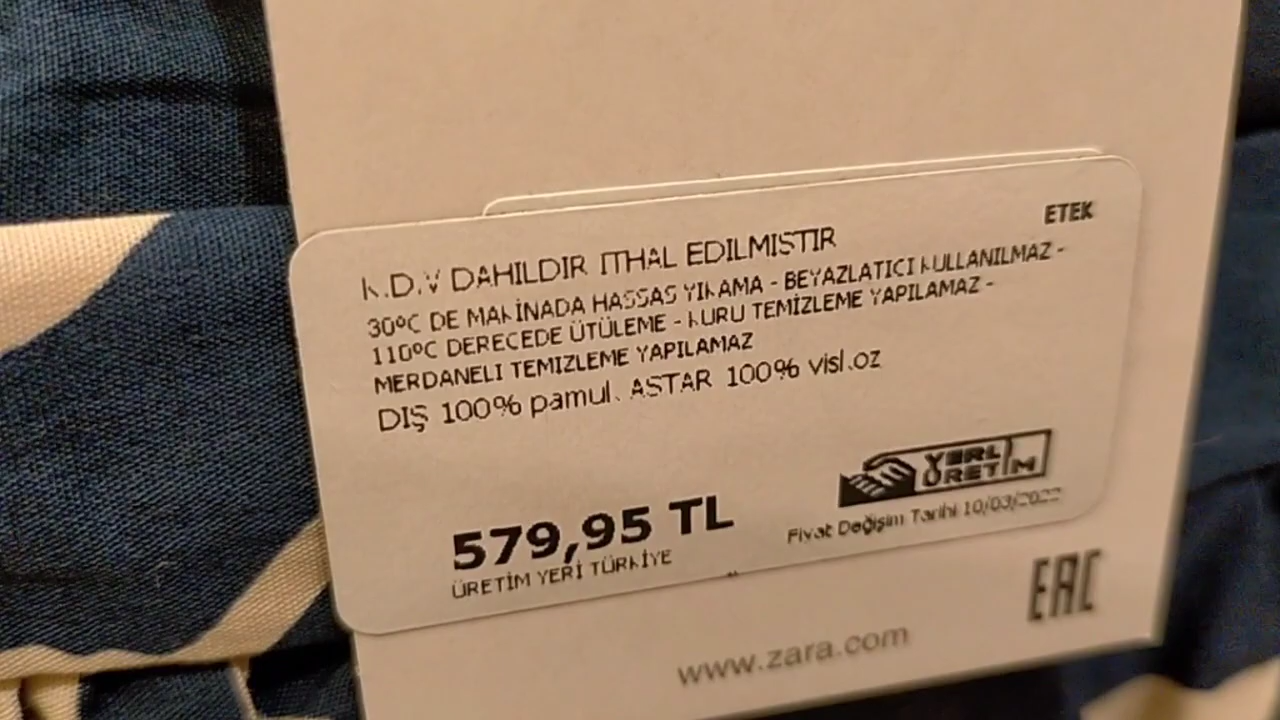 ETEK
K.D.V DAHILDIR ITHAL EDILMISTIR
30ºC DE MAKİNADA HASSAS YIKAMA - BEYAZLATICI KULLANILMAZ -
110ºC DERECEDE ÜTÜLEME - KURU TEMİZLEME YAPILAMAZ -
MERDANELI TEMIZLEME YAPILAMAZ
DIŞ 100% pamuk ASTAR 100% viskoz
YERLİ
ÜRETİM
579,95 TL
Fiyat Değişim Tarihi 10/03/2022
ÜRETİM YERİ TÜRKİYE
EAC
www.zara.com